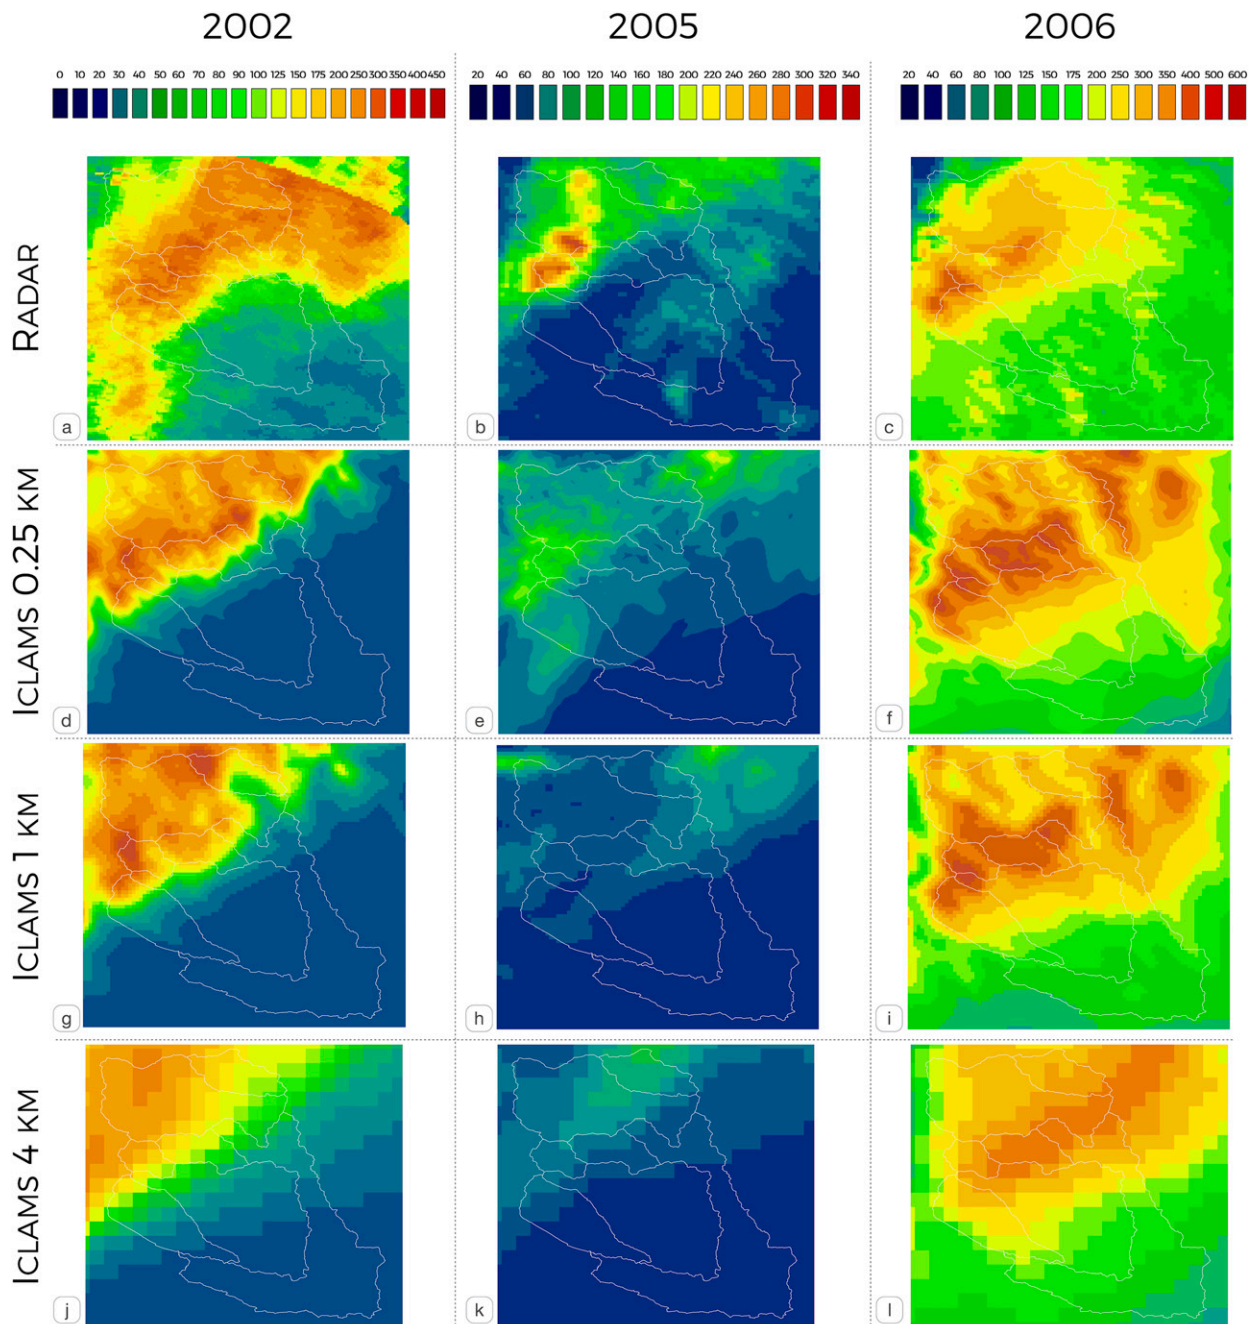 2002 2005 2006
0 10 20 30 40 50 60 70 80 90 100 125 150 175 200 250 300 350 400 450
20 40 60 80 100 120 140 160 180 200 220 240 260 280 300 320 340
20 40 60 80 100 125 150 175 200 250 300 350 400 500 600
RADAR
a b c
ICLAMS 0.25 KM
d e f
ICLAMS 1 KM
g h i
ICLAMS 4 KM
j k l